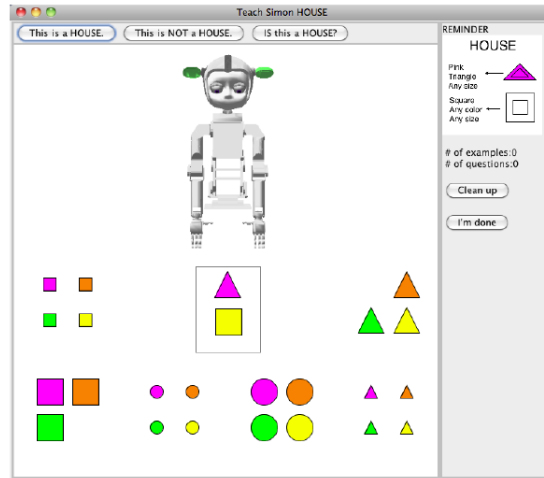 Teach Simon HOUSE
This is a HOUSE.
This is NOT a HOUSE.
IS this a HOUSE?
REMINDER
HOUSE
Pink
Triangle
Any size
Square
Any color
Any size
# of examples:0
# of questions:0
Clean up
I'm done